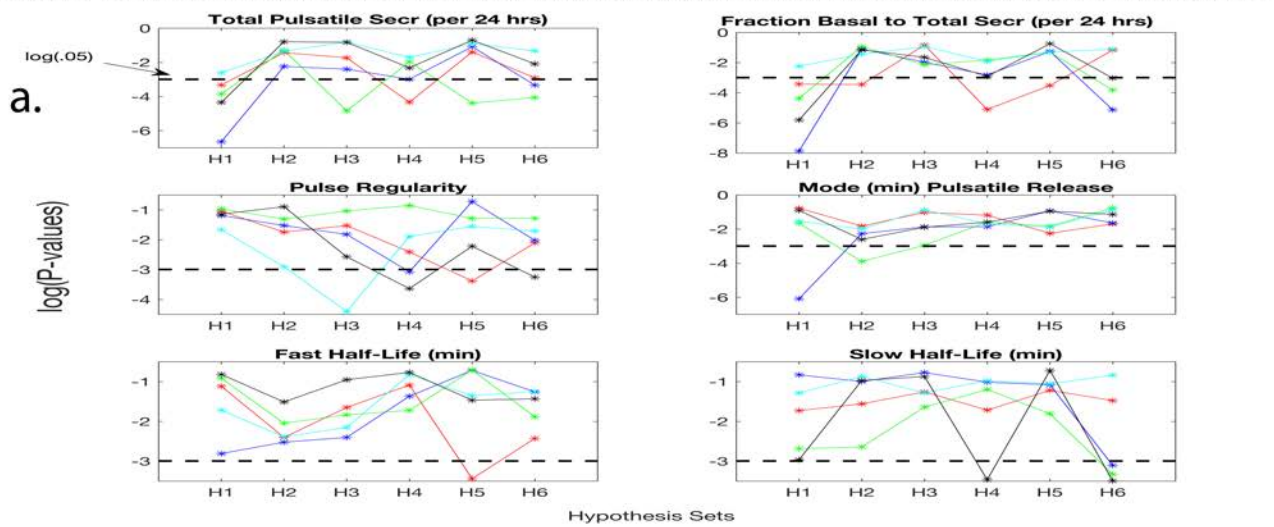 Total Pulsatile Secr (per 24 hrs)
Fraction Basal to Total Secr (per 24 hrs)
log(.05)
a.
0
-2
-4
-6
H1 H2 H3 H4 H5 H6
0
-2
-4
-6
-8
H1 H2 H3 H4 H5 H6
log(P-values)
Pulse Regularity
-1
-2
-3
-4
H1 H2 H3 H4 H5 H6
Mode (min) Pulsatile Release
0
-2
-4
-6
H1 H2 H3 H4 H5 H6
Fast Half-Life (min)
-1
-2
-3
H1 H2 H3 H4 H5 H6
Slow Half-Life (min)
-1
-2
-3
H1 H2 H3 H4 H5 H6
Hypothesis Sets